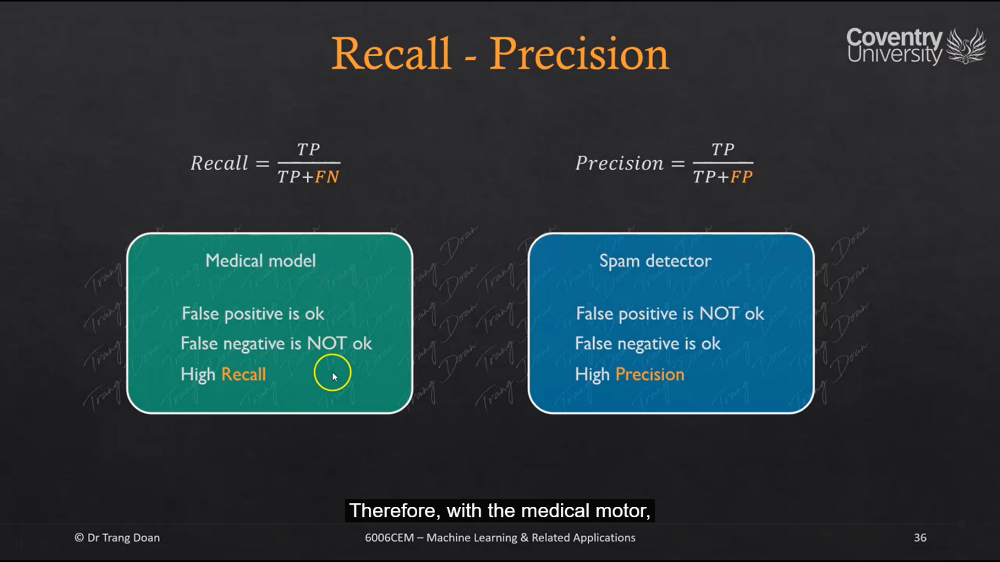 Recall - Precision
Coventry
University
Recall = TP / TP+FN
Precision = TP / TP+FP
Medical model
False positive is ok
False negative is NOT ok
High Recall
Spam detector
False positive is NOT ok
False negative is ok
High Precision
Trang Doan
Therefore, with the medical motor,
© Dr Trang Doan
6006CEM – Machine Learning & Related Applications
36